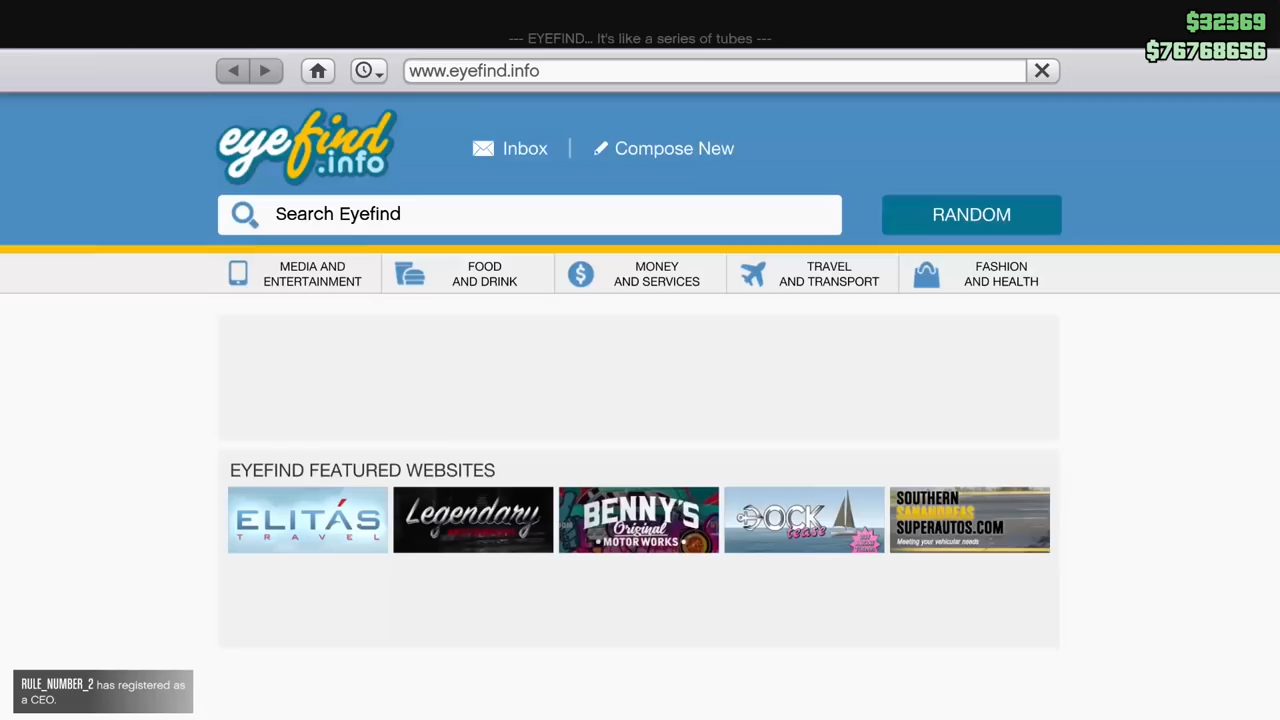 $32369
--- EYEFIND... It's like a series of tubes ---
$76768656
www.eyefind.info
eyefind
.info
Inbox
Compose New
Search Eyefind
RANDOM
MEDIA AND
ENTERTAINMENT
FOOD
AND DRINK
MONEY
AND SERVICES
TRAVEL
AND TRANSPORT
FASHION
AND HEALTH
EYEFIND FEATURED WEBSITES
ELITÁS
TRAVEL
Legendary
BENNY'S
Original
MOTOR WORKS
DOCK
tease
SOUTHERN
SAN ANDREAS
SUPERAUTOS.COM
Meeting your vehicular needs
RULE_NUMBER_2 has registered as
a CEO.